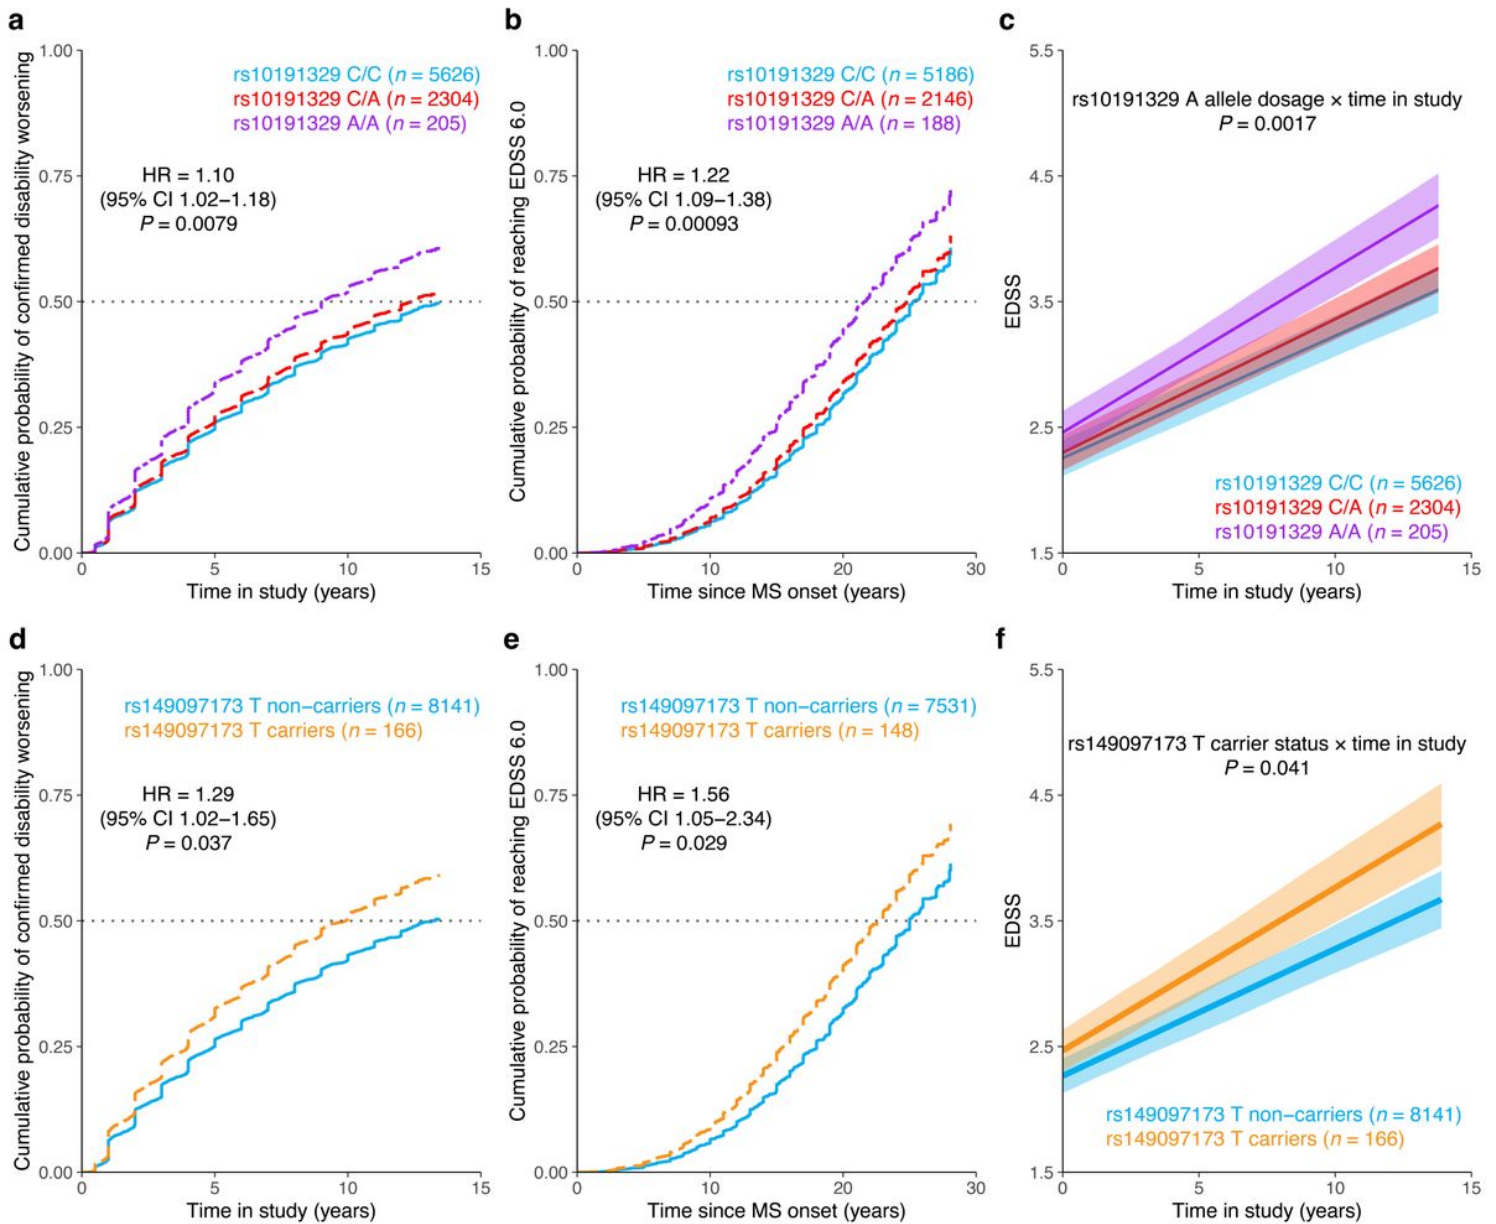 a
Cumulative probability of confirmed disability worsening
1.00
0.75
0.50
0.25
0.00
rs10191329 C/C (n = 5626)
rs10191329 C/A (n = 2304)
rs10191329 A/A (n = 205)
HR = 1.10
(95% CI 1.02–1.18)
P = 0.0079
0 5 10 15
Time in study (years)
b
Cumulative probability of reaching EDSS 6.0
1.00
0.75
0.50
0.25
0.00
rs10191329 C/C (n = 5186)
rs10191329 C/A (n = 2146)
rs10191329 A/A (n = 188)
HR = 1.22
(95% CI 1.09–1.38)
P = 0.00093
0 10 20 30
Time since MS onset (years)
c
EDSS
5.5
4.5
3.5
2.5
1.5
rs10191329 A allele dosage × time in study
P = 0.0017
rs10191329 C/C (n = 5626)
rs10191329 C/A (n = 2304)
rs10191329 A/A (n = 205)
0 5 10 15
Time in study (years)
d
Cumulative probability of confirmed disability worsening
1.00
0.75
0.50
0.25
0.00
rs149097173 T non−carriers (n = 8141)
rs149097173 T carriers (n = 166)
HR = 1.29
(95% CI 1.02–1.65)
P = 0.037
0 5 10 15
Time in study (years)
e
Cumulative probability of reaching EDSS 6.0
1.00
0.75
0.50
0.25
0.00
rs149097173 T non−carriers (n = 7531)
rs149097173 T carriers (n = 148)
HR = 1.56
(95% CI 1.05–2.34)
P = 0.029
0 10 20 30
Time since MS onset (years)
f
EDSS
5.5
4.5
3.5
2.5
1.5
rs149097173 T carrier status × time in study
P = 0.041
rs149097173 T non−carriers (n = 8141)
rs149097173 T carriers (n = 166)
0 5 10 15
Time in study (years)